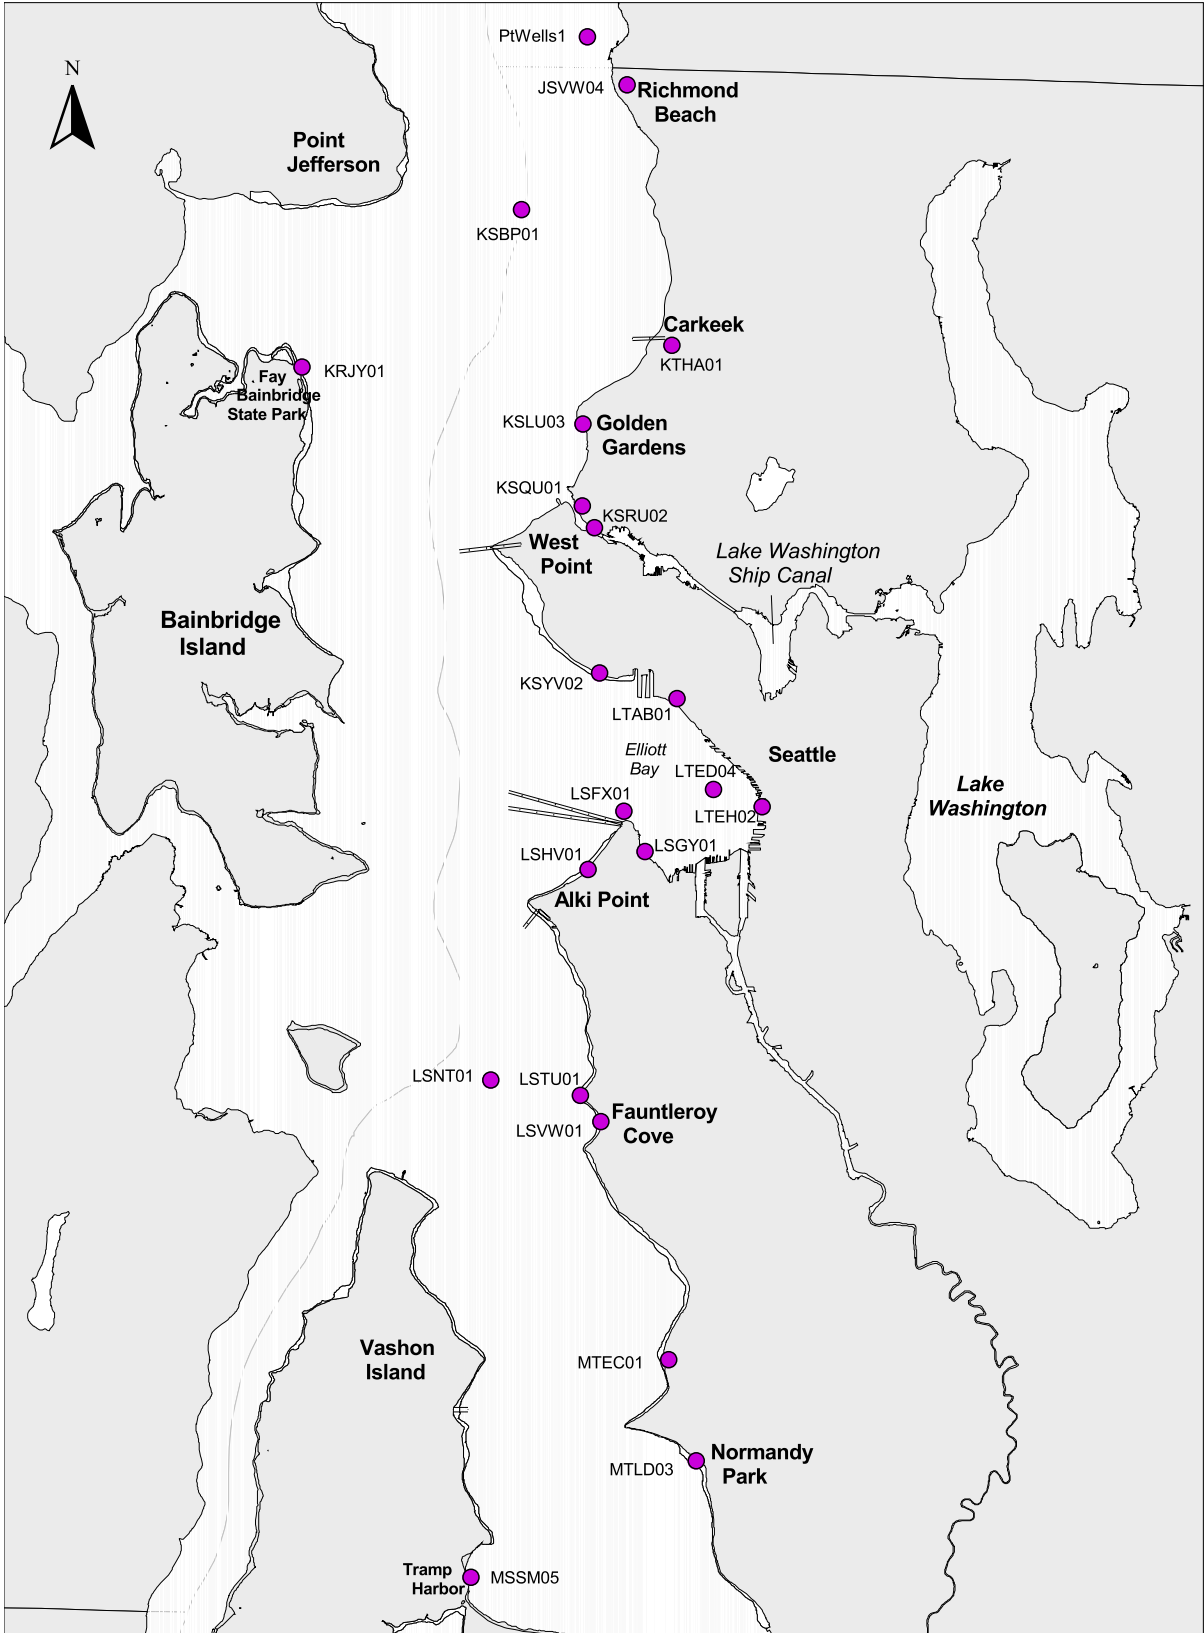 PtWells1
N
JSVW04
Richmond
Beach
Point
Jefferson
KSBP01
Carkeek
KTHA01
KRJY01
Fay
Bainbridge
State Park
KSLU03
Golden
Gardens
KSQU01
KSRU02
West
Point
Lake Washington
Ship Canal
Bainbridge
Island
KSYV02
LTAB01
Elliott
Bay
Seattle
LTED04
LSFX01
LTEH02
Lake
Washington
LSGY01
LSHV01
Alki Point
LSNT01
LSTU01
LSVW01
Fauntleroy
Cove
Vashon
Island
MTEC01
Normandy
Park
MTLD03
Tramp
Harbor
MSSM05